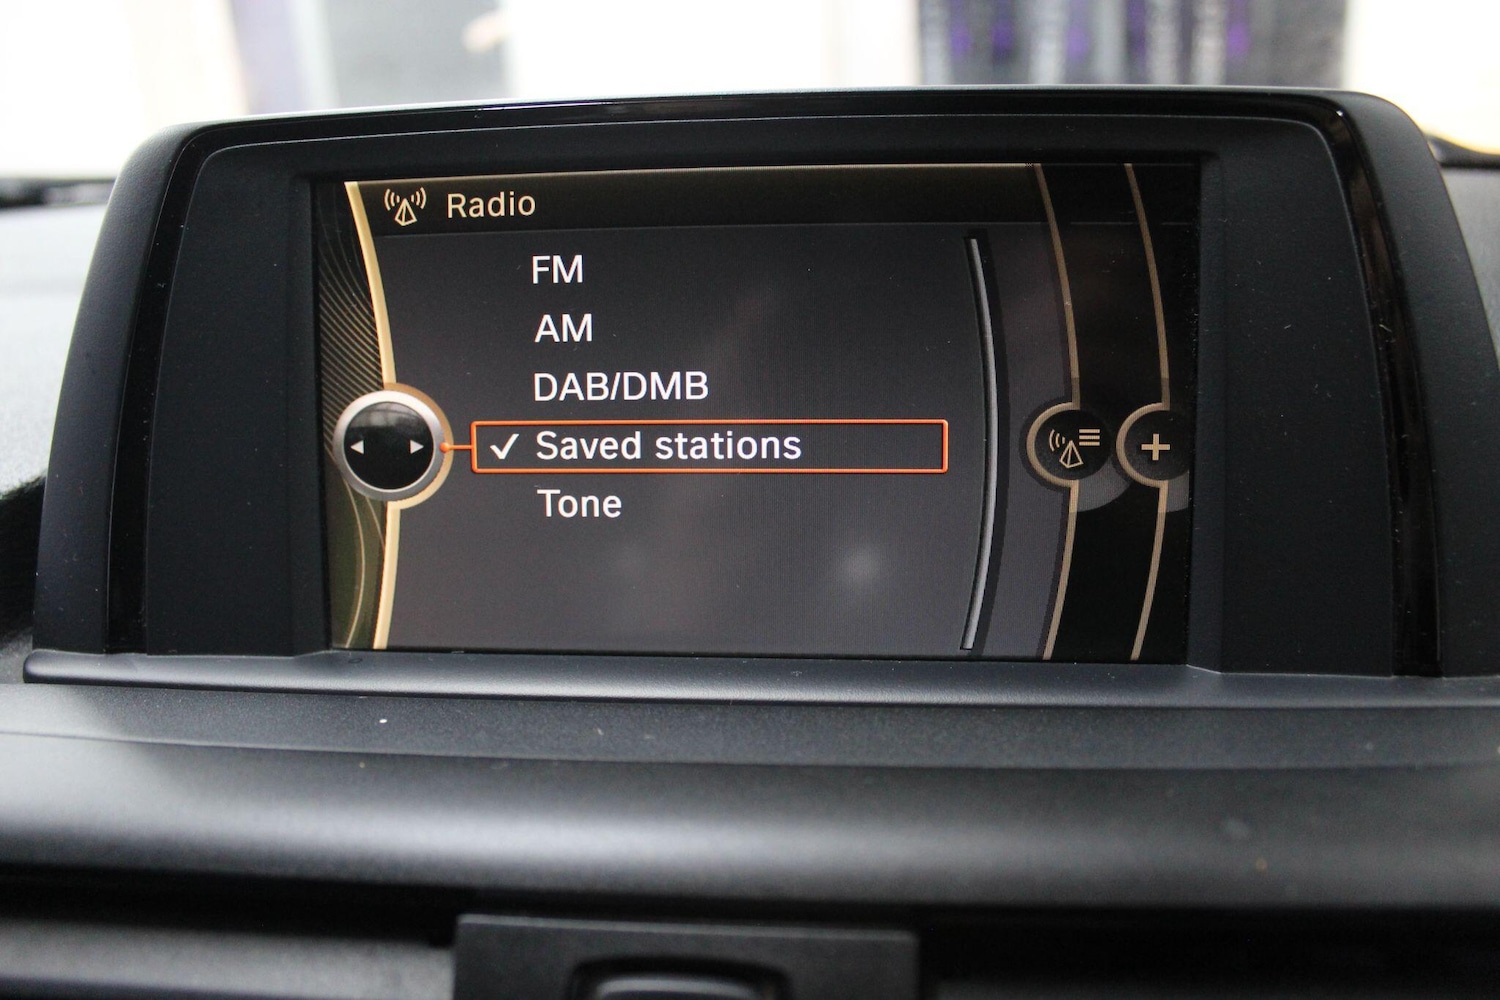 Radio
FM
AM
DAB/DMB
✓ Saved stations
Tone